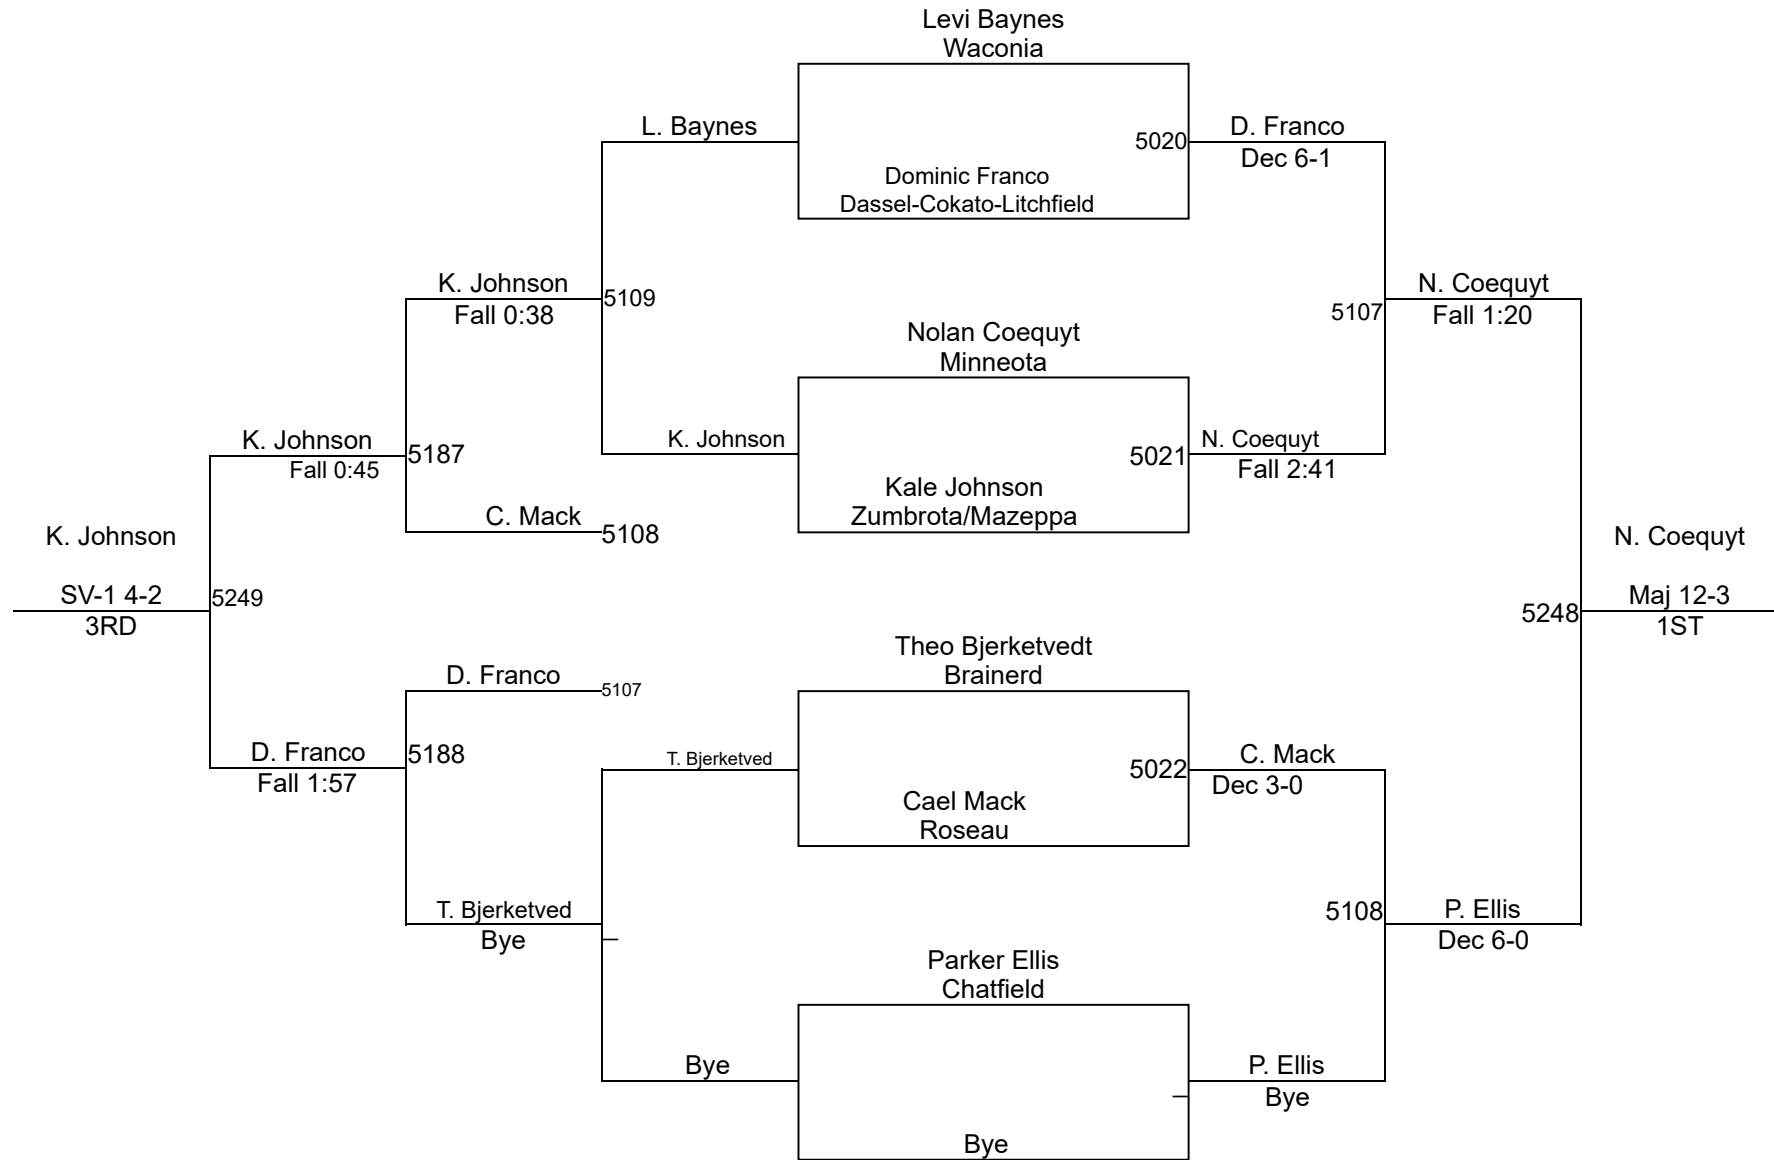 Levi Baynes
Waconia
L. Baynes
5020
D. Franco
Dec 6-1
Dominic Franco
Dassel-Cokato-Litchfield
K. Johnson
Fall 0:38
5109
N. Coequyt
Fall 1:20
5107
Nolan Coequyt
Minneota
K. Johnson
Fall 0:45
5187
K. Johnson
5021
N. Coequyt
Fall 2:41
Kale Johnson
Zumbrota/Mazeppa
C. Mack
5108
K. Johnson
SV-1 4-2
3RD
5249
N. Coequyt
Maj 12-3
1ST
5248
Theo Bjerketvedt
Brainerd
D. Franco
5107
D. Franco
Fall 1:57
5188
T. Bjerketved
5022
C. Mack
Dec 3-0
Cael Mack
Roseau
T. Bjerketved
Bye
5108
P. Ellis
Dec 6-0
Parker Ellis
Chatfield
Bye
P. Ellis
Bye
Bye